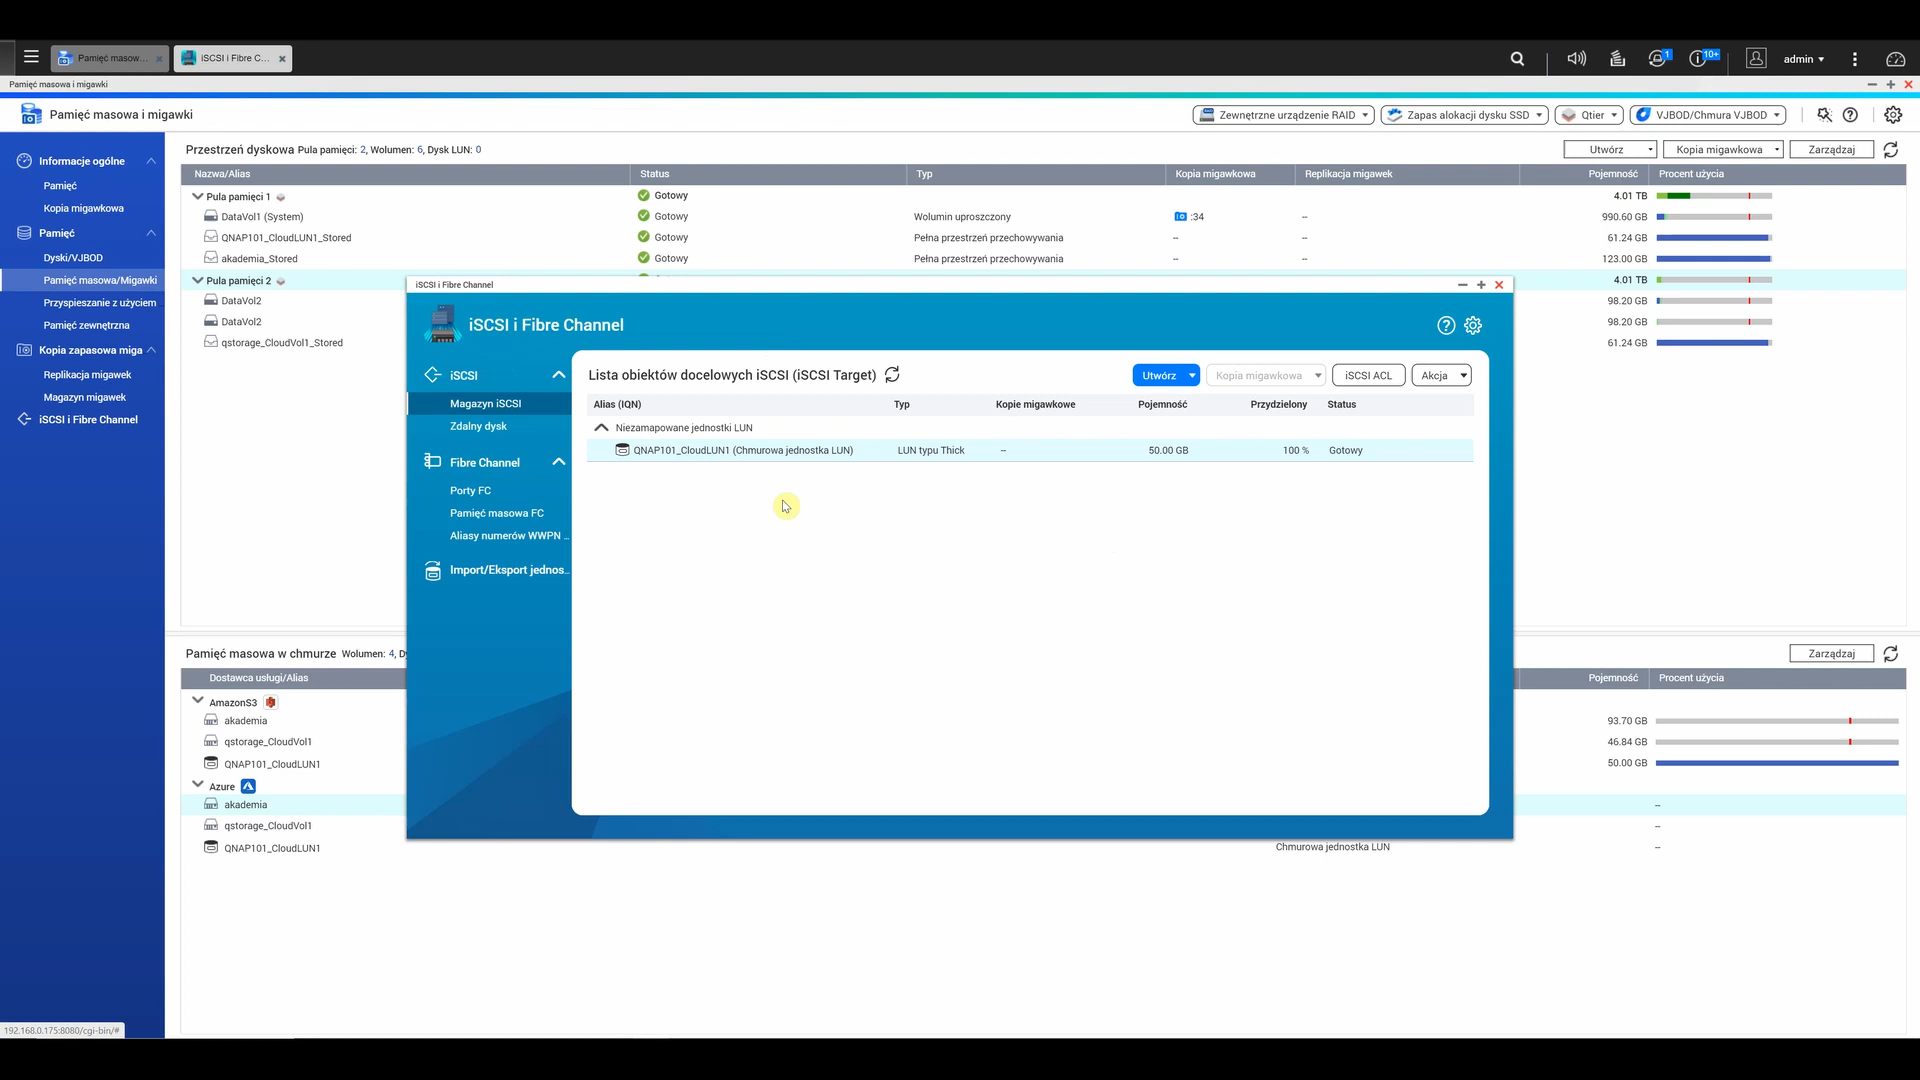 Pamięć masow...
iSCSI i Fibre C...
1
10+
admin
Pamięć masowa i migawki
Pamięć masowa i migawki
Zewnętrzne urządzenie RAID
Zapas alokacji dysku SSD
Qtier
VJBOD/Chmura VJBOD
Informacje ogólne
Pamięć
Kopia migawkowa
Pamięć
Dyski/VJBOD
Pamięć masowa/Migawki
Przyspieszanie z użyciem
Pamięć zewnętrzna
Kopia zapasowa miga
Replikacja migawek
Magazyn migawek
iSCSI i Fibre Channel
Przestrzeń dyskowa Pula pamięci: 2, Wolumen: 6, Dysk LUN: 0
Utwórz
Kopia migawkowa
Zarządzaj
Nazwa/Alias Status Typ Kopia migawkowa Replikacja migawek Pojemność Procent użycia
Pula pamięci 1 Gotowy 4.01 TB
DataVol1 (System) Gotowy Wolumin uproszczony :34 -- 990.60 GB
QNAP101_CloudLUN1_Stored Gotowy Pełna przestrzeń przechowywania -- -- 61.24 GB
akademia_Stored Gotowy Pełna przestrzeń przechowywania -- -- 123.00 GB
Pula pamięci 2 4.01 TB
DataVol2 98.20 GB
DataVol2 98.20 GB
qstorage_CloudVol1_Stored 61.24 GB
iSCSI i Fibre Channel
iSCSI i Fibre Channel
iSCSI
Magazyn iSCSI
Zdalny dysk
Fibre Channel
Porty FC
Pamięć masowa FC
Aliasy numerów WWPN ...
Import/Eksport jednos...
Lista obiektów docelowych iSCSI (iSCSI Target)
Utwórz
Kopia migawkowa
iSCSI ACL
Akcja
Alias (IQN) Typ Kopie migawkowe Pojemność Przydzielony Status
Niezamapowane jednostki LUN
QNAP101_CloudLUN1 (Chmurowa jednostka LUN) LUN typu Thick -- 50.00 GB 100 % Gotowy
Pamięć masowa w chmurze Wolumen: 4, Dy
Zarządzaj
Dostawca usługi/Alias Pojemność Procent użycia
AmazonS3
akademia 93.70 GB
qstorage_CloudVol1 46.84 GB
QNAP101_CloudLUN1 50.00 GB
Azure
akademia --
qstorage_CloudVol1 --
QNAP101_CloudLUN1 Chmurowa jednostka LUN --
192.168.0.175:8080/cgi-bin/#